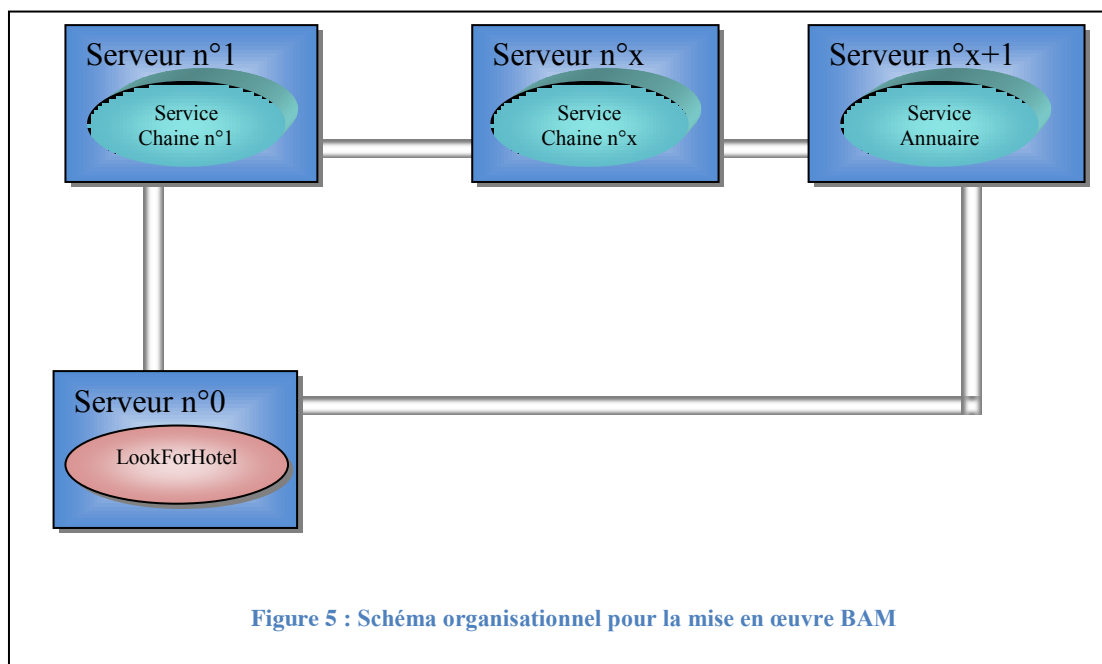 Serveur n°1
Service
Chaine n°1
Serveur n°x
Service
Chaine n°x
Serveur n°x+1
Service
Annuaire
Serveur n°0
LookForHotel
Figure 5 : Schéma organisationnel pour la mise en œuvre BAM